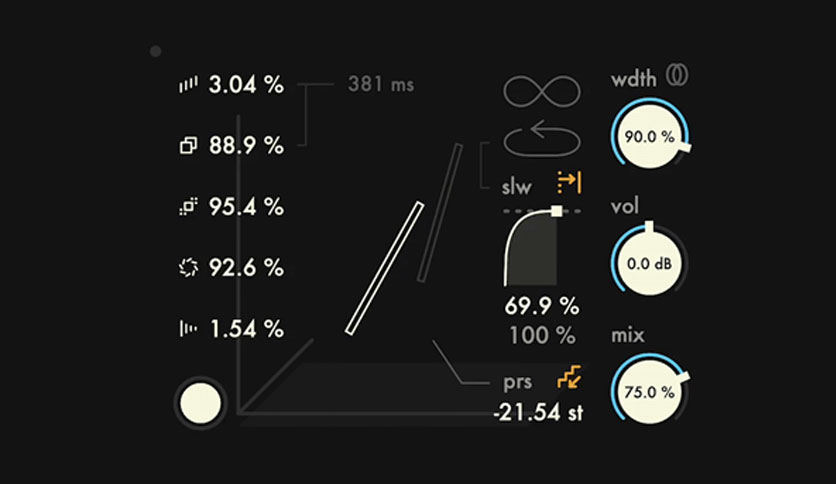 3.04 %
381 ms
88.9 %
95.4 %
92.6 %
1.54 %
slw
69.9 %
100 %
prs
-21.54 st
wdth
90.0 %
vol
0.0 dB
mix
75.0 %